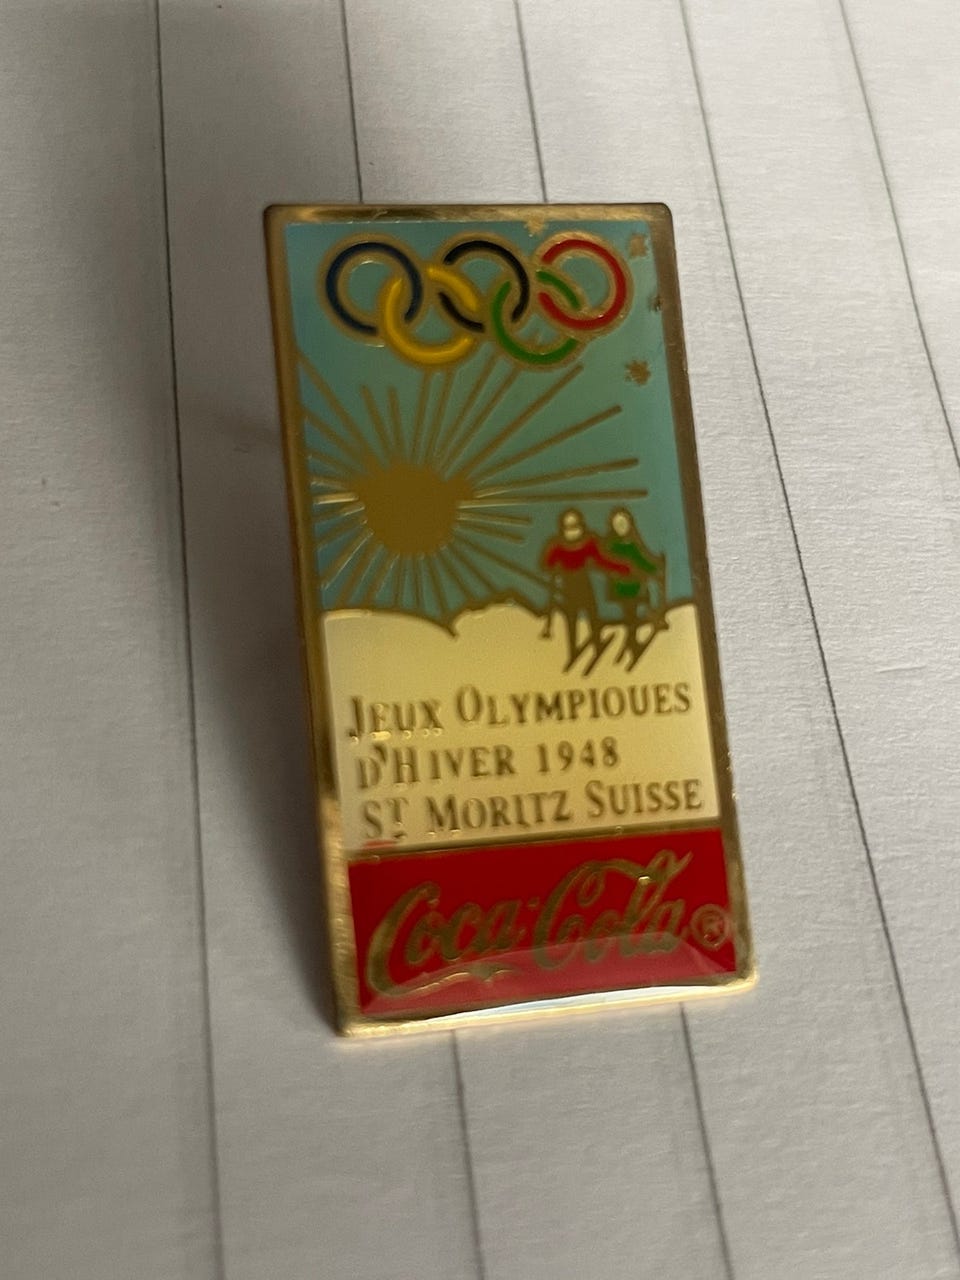 JEUX OLYMPIQUES
D'HIVER 1948
ST MORITZ SUISSE
Coca-Cola®